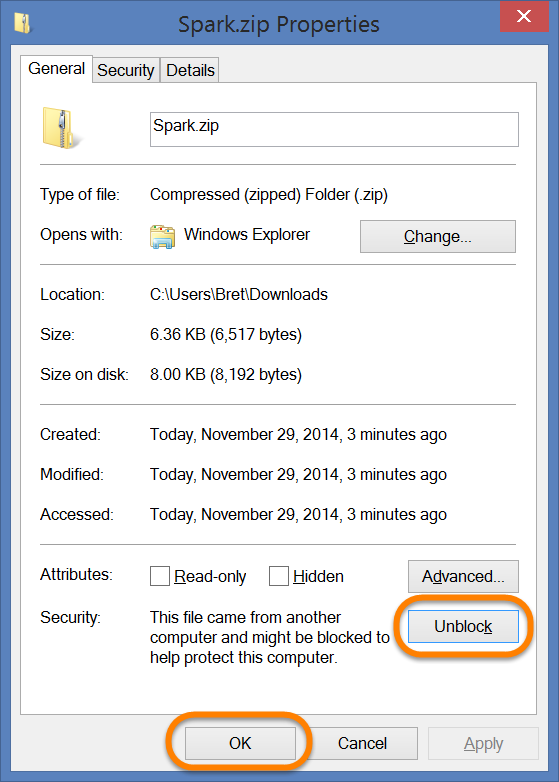 Spark.zip Properties
General Security Details
Spark.zip
Type of file: Compressed (zipped) Folder (.zip)
Opens with: Windows Explorer Change...
Location: C:\Users\Bret\Downloads
Size: 6.36 KB (6,517 bytes)
Size on disk: 8.00 KB (8,192 bytes)
Created: Today, November 29, 2014, 3 minutes ago
Modified: Today, November 29, 2014, 3 minutes ago
Accessed: Today, November 29, 2014, 3 minutes ago
Attributes: Read-only Hidden Advanced...
Security: This file came from another
computer and might be blocked to
help protect this computer.
Unblock
OK Cancel Apply